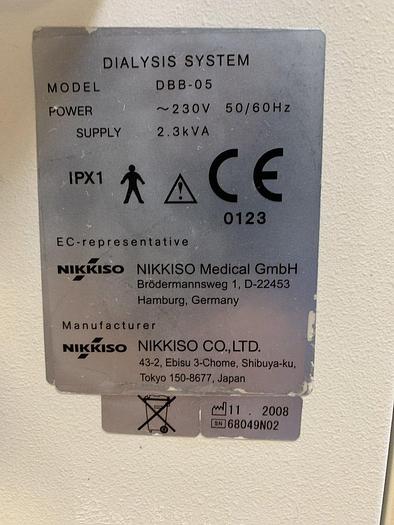 DIALYSIS SYSTEM
MODEL DBB-05
POWER ~230V 50/60Hz
SUPPLY 2.3kVA
IPX1 CE
0123
EC-representative
NIKKISO NIKKISO Medical GmbH
Brödermannsweg 1, D-22453
Hamburg, Germany
Manufacturer
NIKKISO NIKKISO CO.,LTD.
43-2, Ebisu 3-Chome, Shibuya-ku,
Tokyo 150-8677, Japan
11 . 2008
SN 68049N02